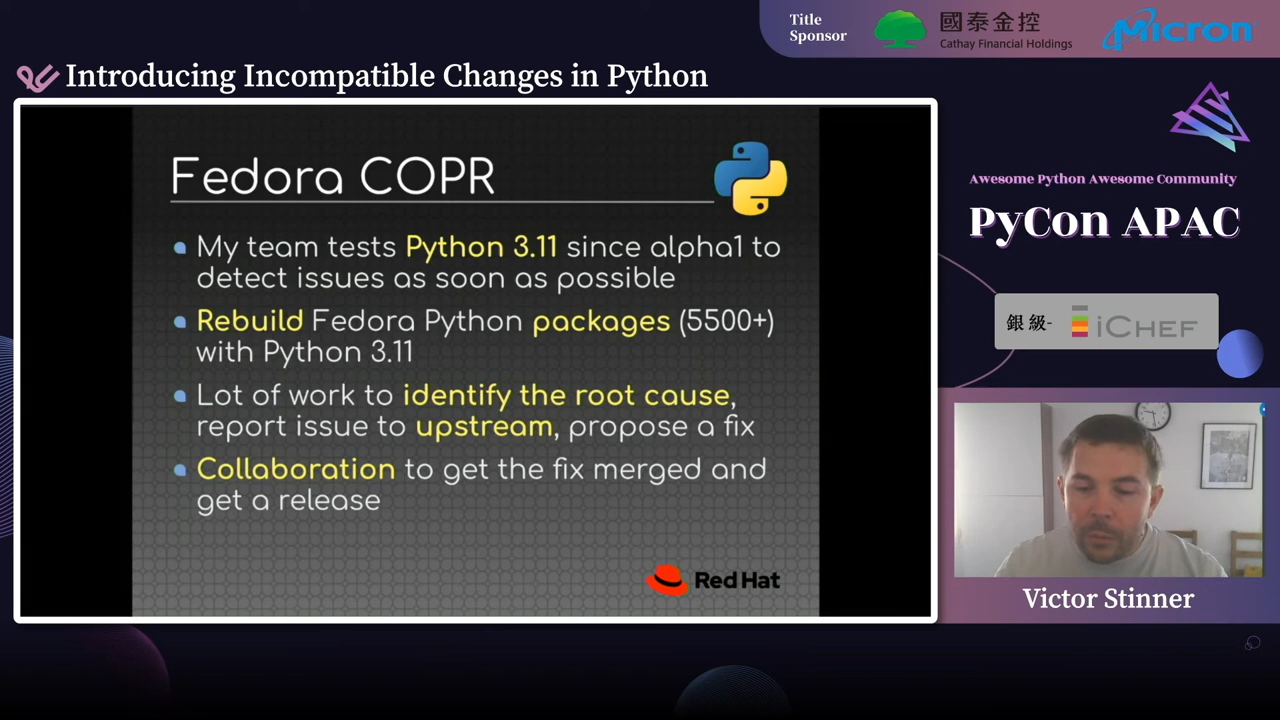 Title
Sponsor
國泰金控
Cathay Financial Holdings
Micron
Introducing Incompatible Changes in Python
Fedora COPR
My team tests Python 3.11 since alpha1 to
detect issues as soon as possible
Rebuild Fedora Python packages (5500+)
with Python 3.11
Lot of work to identify the root cause,
report issue to upstream, propose a fix
Collaboration to get the fix merged and
get a release
Red Hat
Awesome Python Awesome Community
PyCon APAC
銀級-
iCHEF
Victor Stinner